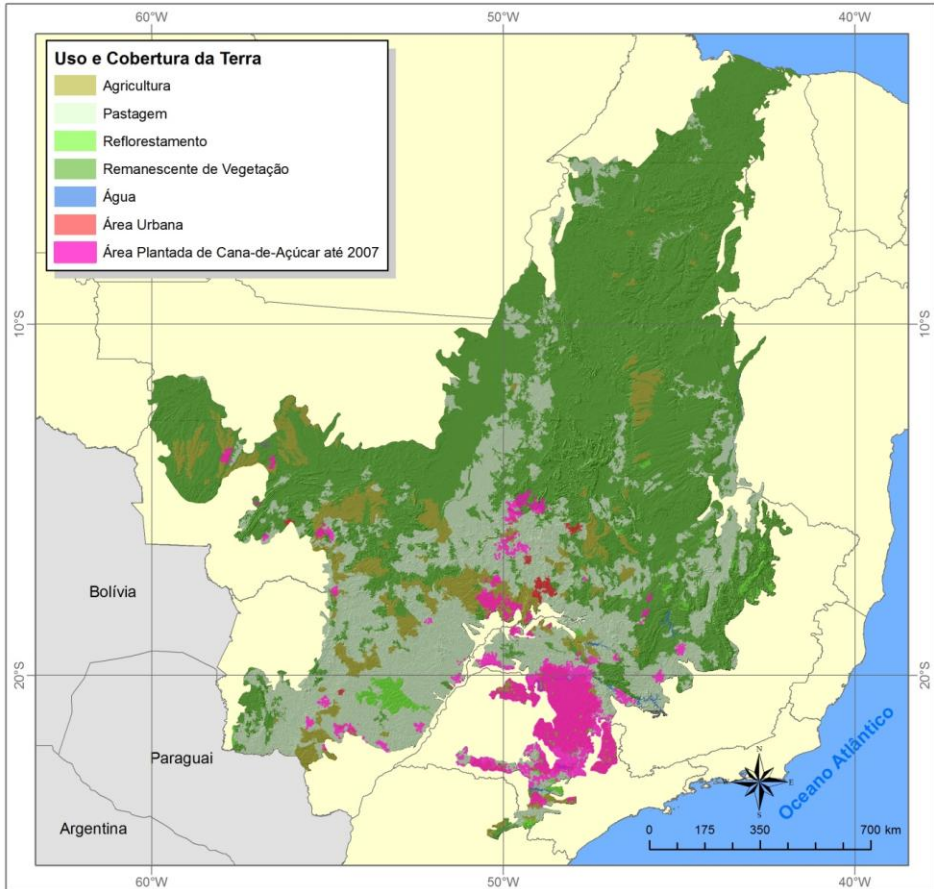 60°W
50°W
40°W
Uso e Cobertura da Terra
Agricultura
Pastagem
Reflorestamento
Remanescente de Vegetação
Água
Área Urbana
Área Plantada de Cana-de-Açúcar até 2007
10°S
10°S
Bolívia
20°S
20°S
Paraguai
Argentina
Oceano Atlântico
N
E
S
0 175 350 700 km
60°W
50°W
40°W